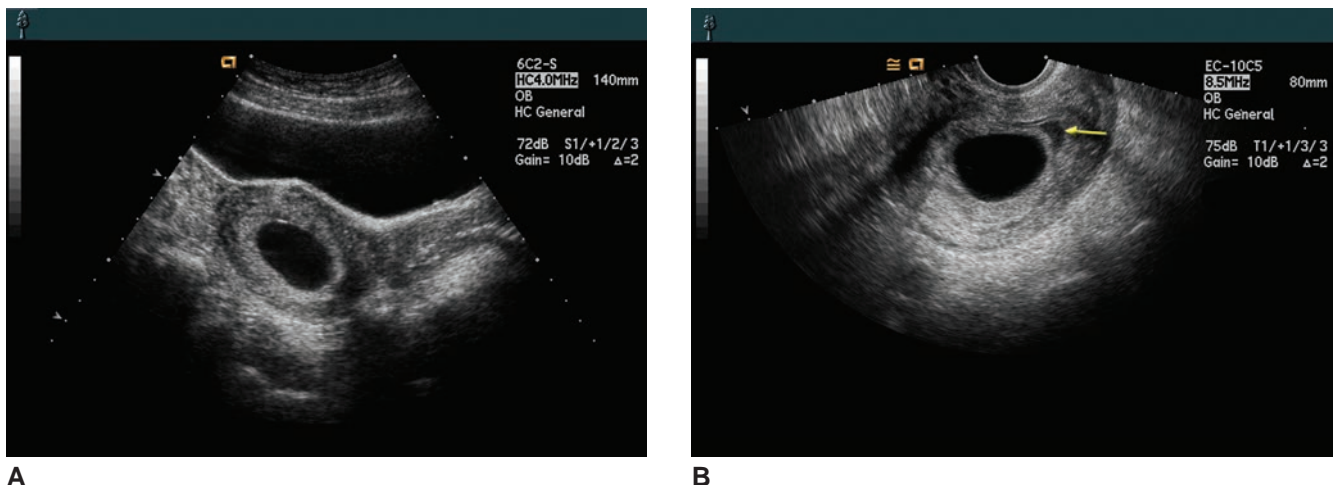 6C2-S
HC4.0MHz 140mm
OB
HC General
72dB S1/+1/2/3
Gain= 10dB Δ=2
A
EC-10C5
8.5MHz 80mm
OB
HC General
75dB T1/+1/3/3
Gain= 10dB Δ=2
B